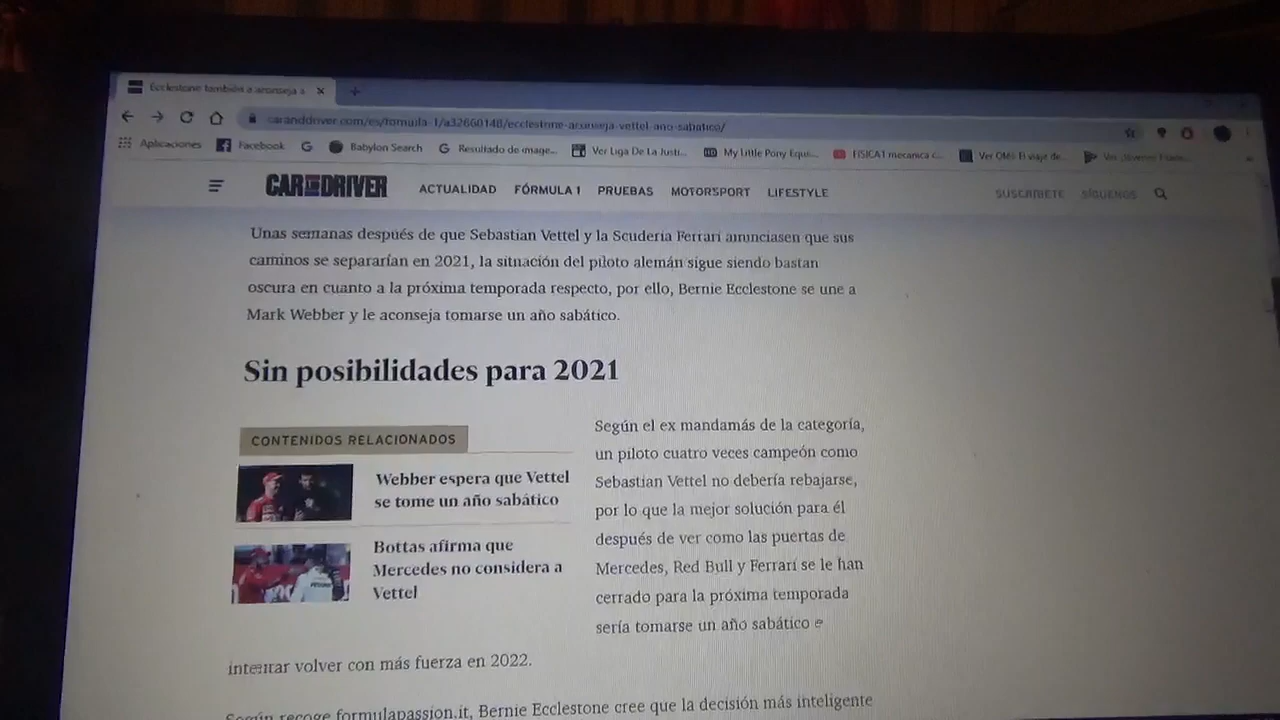 Ecclestone también a aconseja a
caranddriver.com/es/formula-1/a32660148/ecclestone-aconseja-vettel-ano-sabatico/
Aplicaciones Facebook Babylon Search Resultado de image... Ver Liga De La Justi... My Little Pony Equi... FISICA1 mecanica c... Ver
CAR AND DRIVER ACTUALIDAD FÓRMULA 1 PRUEBAS MOTORSPORT LIFESTYLE SUSCRÍBETE SÍGUENOS
Unas semanas después de que Sebastian Vettel y la Scuderia Ferrari anunciasen que sus
caminos se separarían en 2021, la situación del piloto alemán sigue siendo bastan
oscura en cuanto a la próxima temporada respecto, por ello, Bernie Ecclestone se une a
Mark Webber y le aconseja tomarse un año sabático.
Sin posibilidades para 2021
CONTENIDOS RELACIONADOS
Webber espera que Vettel
se tome un año sabático
Bottas afirma que
Mercedes no considera a
Vettel
Según el ex mandamás de la categoría,
un piloto cuatro veces campeón como
Sebastian Vettel no debería rebajarse,
por lo que la mejor solución para él
después de ver como las puertas de
Mercedes, Red Bull y Ferrari se le han
cerrado para la próxima temporada
sería tomarse un año sabático e
intentar volver con más fuerza en 2022.
Según recoge formulapassion.it, Bernie Ecclestone cree que la decisión más inteligente